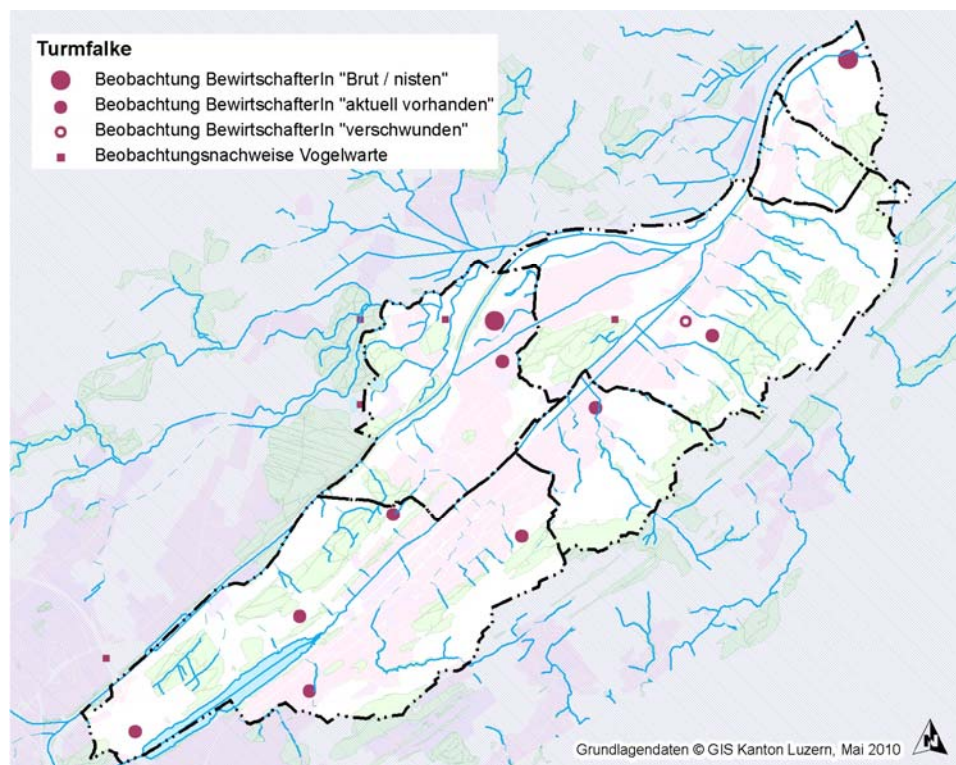 Turmfalke
Beobachtung BewirtschafterIn "Brut / nisten"
Beobachtung BewirtschafterIn "aktuell vorhanden"
Beobachtung BewirtschafterIn "verschwunden"
Beobachtungsnachweise Vogelwarte
Grundlagendaten © GIS Kanton Luzern, Mai 2010
N